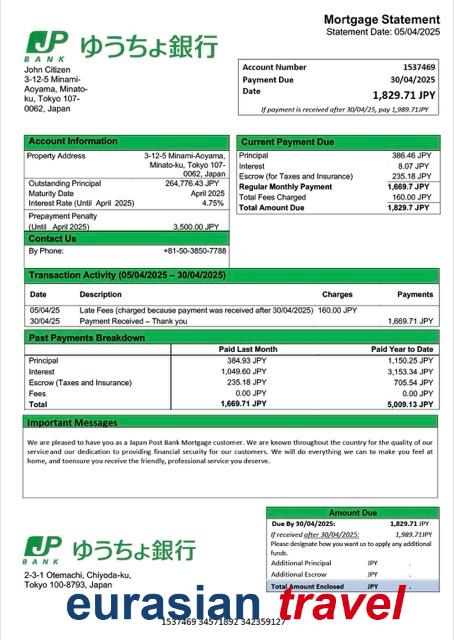 Mortgage Statement
Statement Date: 05/04/2025
JP
BANK
ゆうちょ銀行
John Citizen
3-12-5 Minami-
Aoyama, Minato-
ku, Tokyo 107-
0062, Japan
Account Number 1537469
Payment Due 30/04/2025
Date 1,829.71 JPY
If payment is received after 30/04/25, pay 1,989.71JPY
Account Information
Property Address 3-12-5 Minami-Aoyama,
Minato-ku, Tokyo 107-
0062, Japan
Outstanding Principal 264,776.43 JPY
Maturity Date April 2025
Interest Rate (Until April 2025) 4.75%
Prepayment Penalty
(Until April 2025) 3,500.00 JPY
Contact Us
By Phone: +81-50-3850-7788
Current Payment Due
Principal 386.46 JPY
Interest 8.07 JPY
Escrow (for Taxes and Insurance) 235.18 JPY
Regular Monthly Payment 1,669.7 JPY
Total Fees Charged 160.00 JPY
Total Amount Due 1,829.7 JPY
Transaction Activity (05/04/2025 – 30/04/2025)
Date Description Charges Payments
05/04/25 Late Fees (charged because payment was received after 30/04/2025) 160.00 JPY
30/04/25 Payment Received – Thank you 1,669.71 JPY
Past Payments Breakdown
Paid Last Month Paid Year to Date
Principal 384.93 JPY 1,150.25 JPY
Interest 1,049.60 JPY 3,153.34 JPY
Escrow (Taxes and Insurance) 235.18 JPY 705.54 JPY
Fees 0.00 JPY 0.00 JPY
Total 1,669.71 JPY 5,009.13 JPY
Important Messages
We are pleased to have you as a Japan Post Bank Mortgage customer. We are known throughout the country for the quality of our
service and our dedication to providing financial security for our customers. We will do everything we can to make you feel at
home, and toensure you receive the friendly, professional service you deserve.
JP
BANK
ゆうちょ銀行
2-3-1 Otemachi, Chiyoda-ku,
Tokyo 100-8793, Japan
Amount Due
Due By 30/04/2025: 1,829.71 JPY
If received after 30/04/2025: 1,989.71JPY
Please designate how you want us to apply any additional
funds.
Additional Principal JPY .
Additional Escrow JPY .
Total Amount Enclosed JPY .
eurasian travel
1537469 34571892 342359127